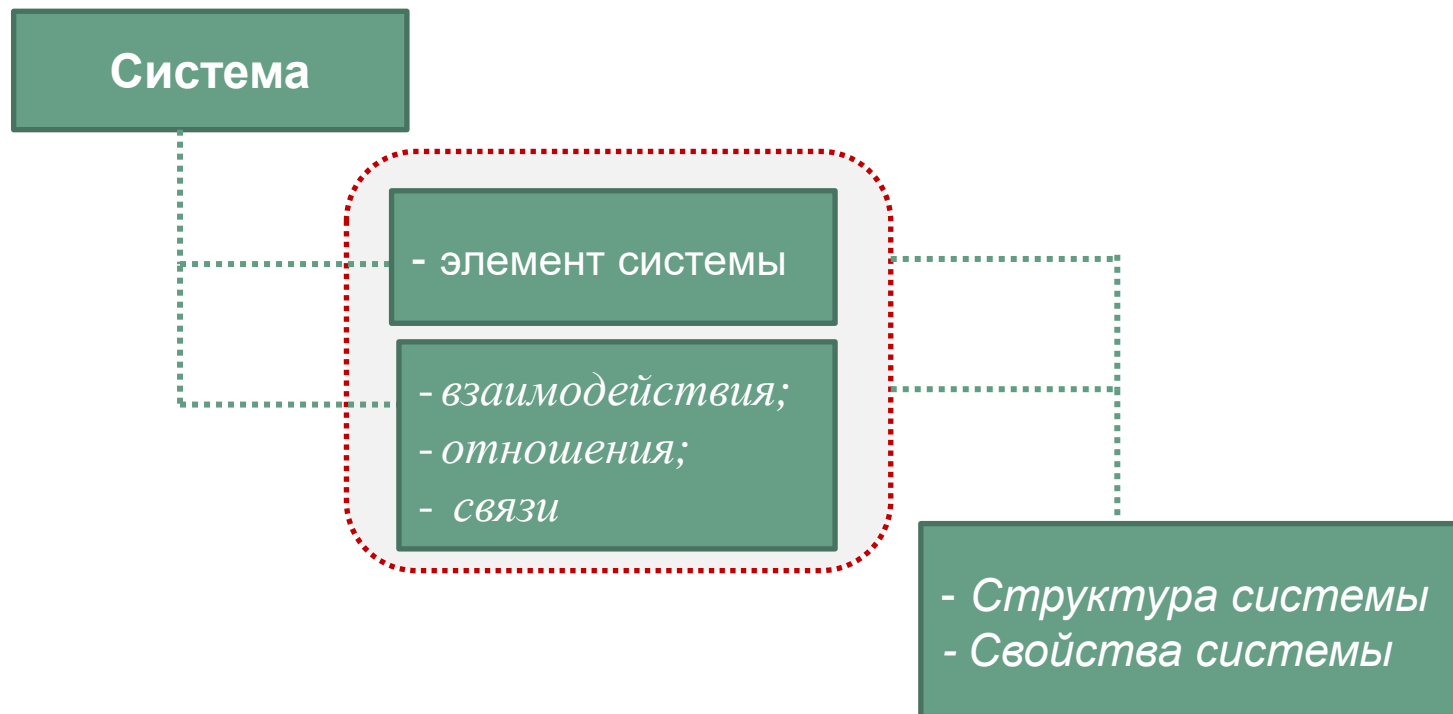 Система
- элемент системы
- взаимодействия;
- отношения;
- связи
- Структура системы
- Свойства системы